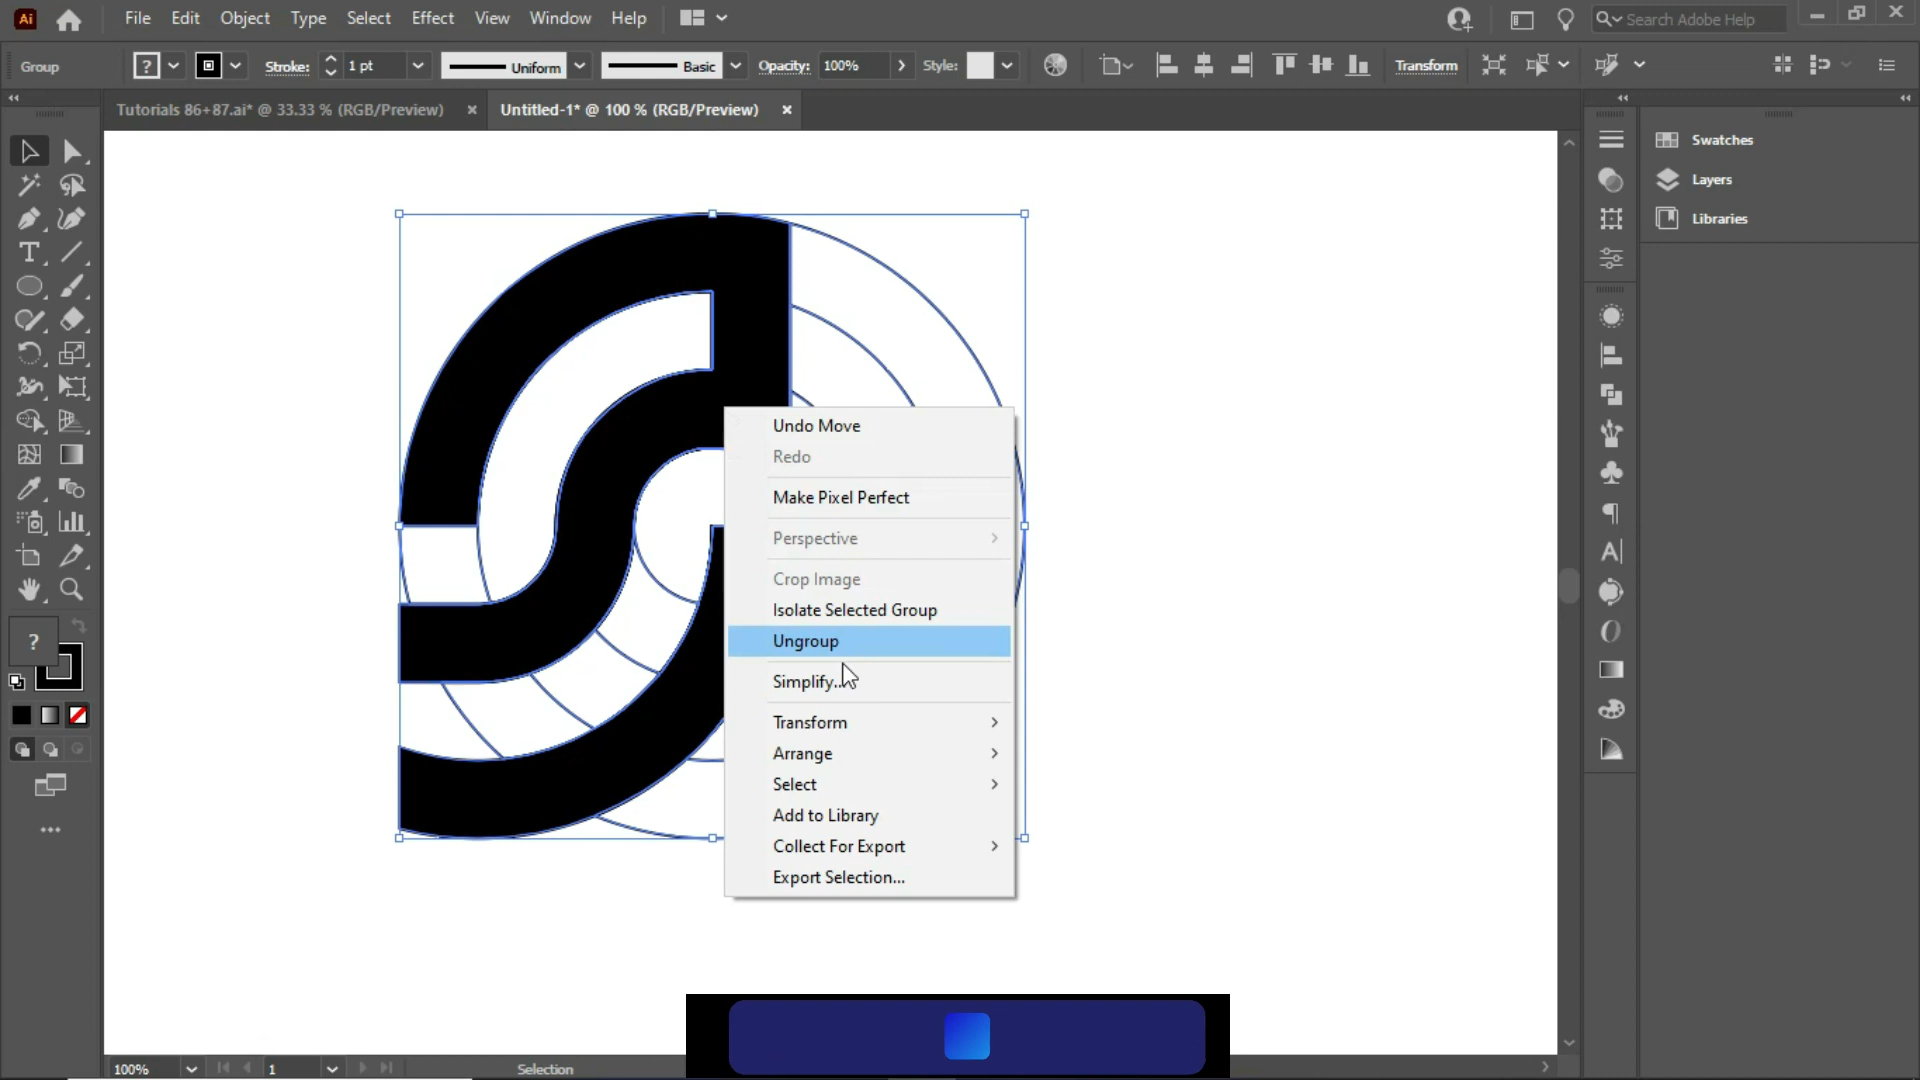 Ai File Edit Object Type Select Effect View Window Help Search Adobe Help
Group ? Stroke: 1 pt Uniform Basic Opacity: 100% Style: Transform
Tutorials 86+87.ai* @ 33.33 % (RGB/Preview) Untitled-1* @ 100 % (RGB/Preview)
Swatches
Layers
Libraries
Undo Move
Redo
Make Pixel Perfect
Perspective
Crop Image
Isolate Selected Group
Ungroup
Simplify...
Transform
Arrange
Select
Add to Library
Collect For Export
Export Selection...
?
100% 1 Selection